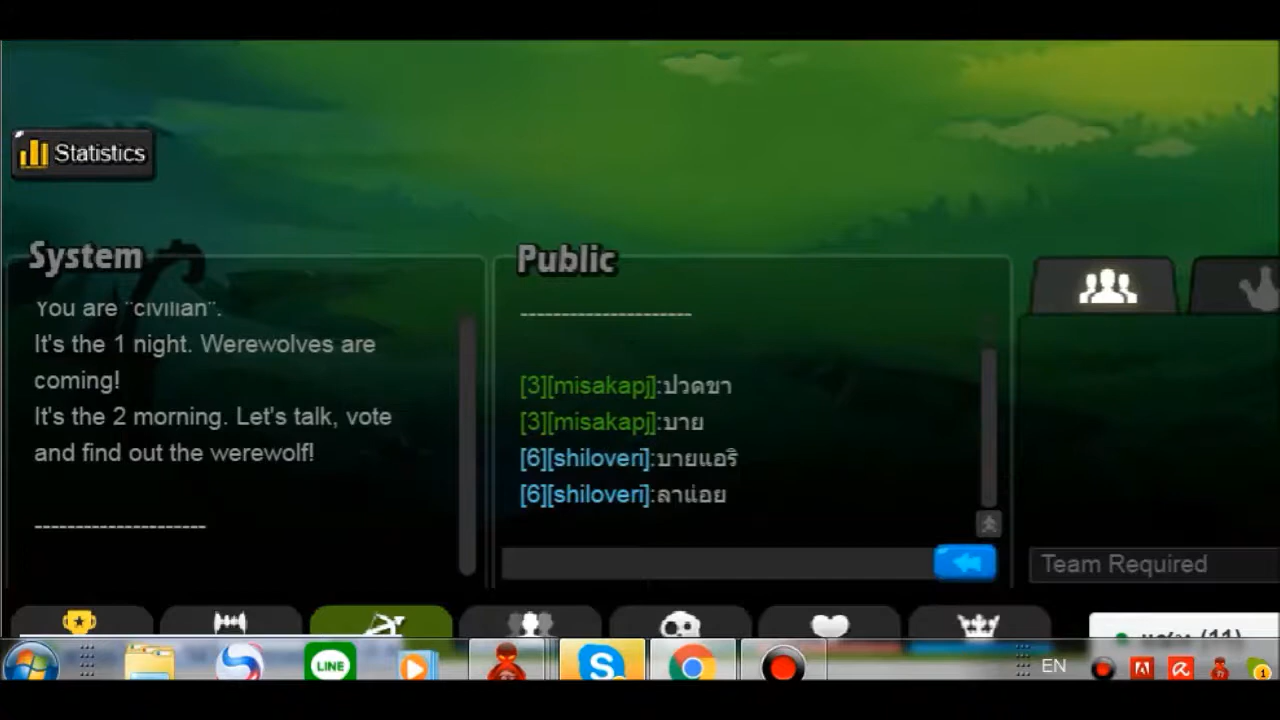 Statistics
System
You are "civilian".
It's the 1 night. Werewolves are
coming!
It's the 2 morning. Let's talk, vote
and find out the werewolf!
---------------------
Public
---------------------
[3][misakapj]:ปวดขา
[3][misakapj]:บาย
[6][shiloveri]:บายแอริ
[6][shiloveri]:ลาแ่อย
Team Required
(11)
LINE
S
EN
1